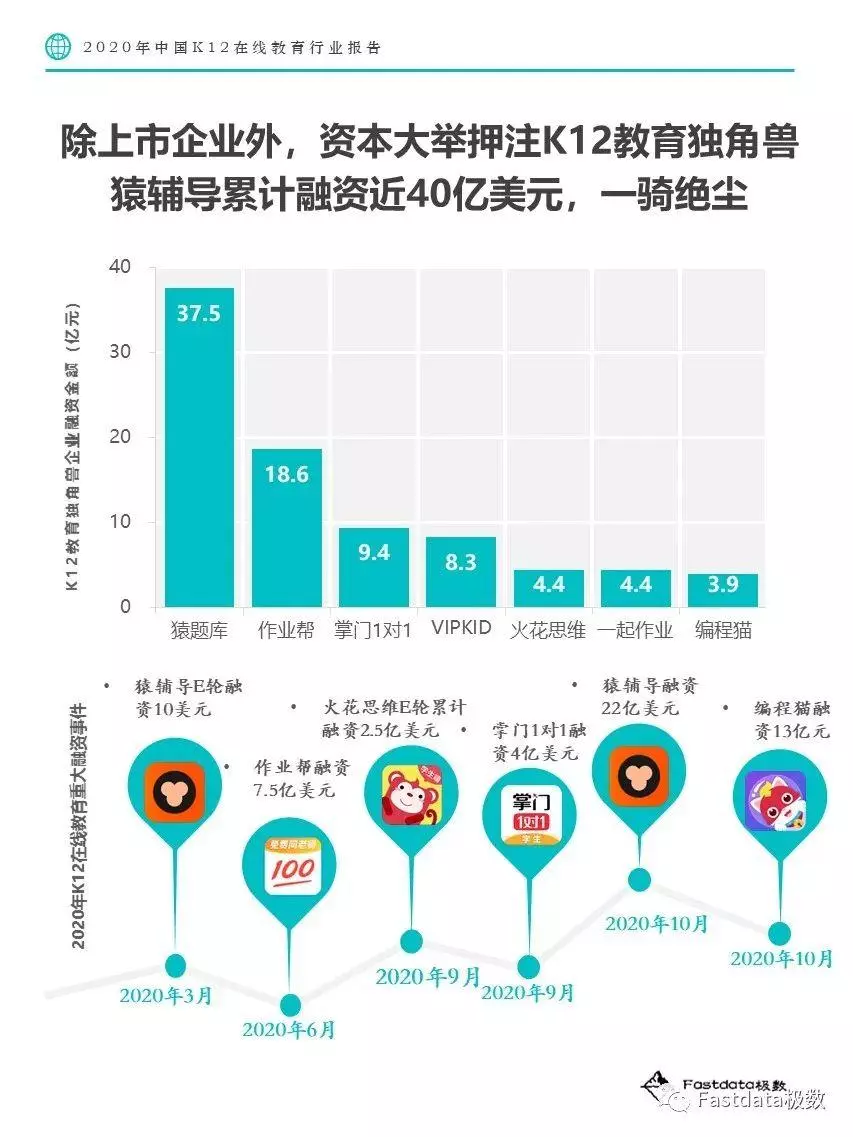 2020年中国K12在线教育行业报告
除上市企业外，资本大举押注K12教育独角兽
猿辅导累计融资近40亿美元，一骑绝尘
K12教育独角兽企业融资金额（亿元）
40
30
20
10
0
37.5
18.6
9.4
8.3
4.4
4.4
3.9
猿题库
作业帮
掌门1对1
VIPKID
火花思维
一起作业
编程猫
2020年K12在线教育重大融资事件
• 猿辅导E轮融
资10美元
2020年3月
• 作业帮融资
7.5亿美元
免费问老师
100
2020年6月
• 火花思维E轮累计
融资2.5亿美元
学生端
2020年9月
• 掌门1对1融
资4亿美元
掌门
1对1
学生
2020年9月
• 猿辅导融资
22亿美元
2020年10月
• 编程猫融
资13亿元
2020年10月
Fastdata极数
Fastdata极数